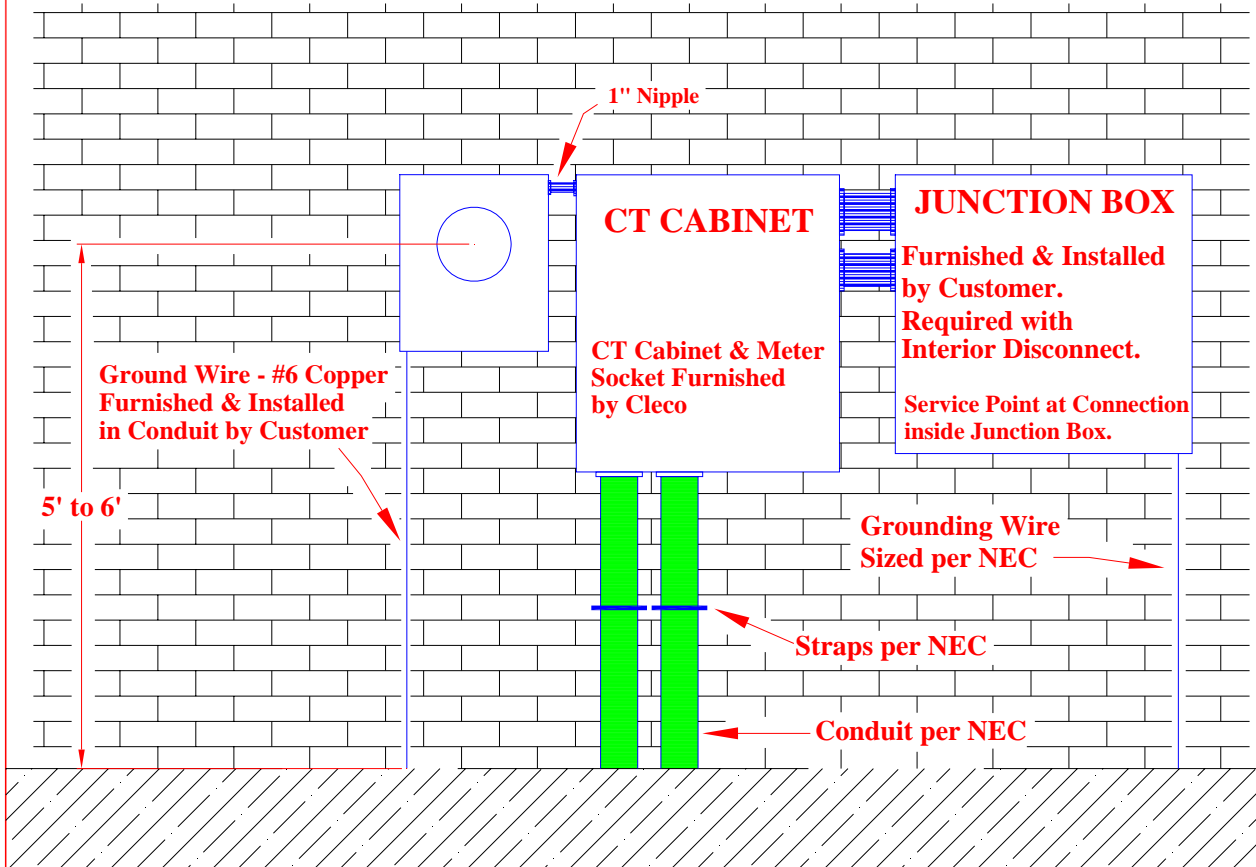 1" Nipple
CT CABINET
JUNCTION BOX
Furnished & Installed
by Customer.
Required with
Interior Disconnect.
CT Cabinet & Meter
Socket Furnished
by Cleco
Service Point at Connection
inside Junction Box.
Ground Wire - #6 Copper
Furnished & Installed
in Conduit by Customer
5' to 6'
Grounding Wire
Sized per NEC
Straps per NEC
Conduit per NEC